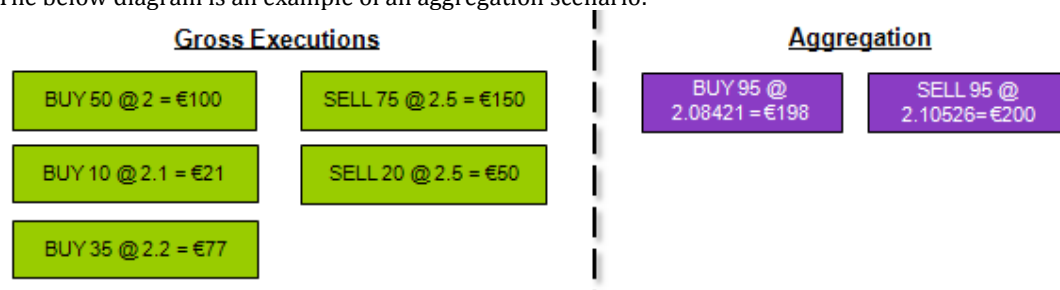 The below diagram is an example of an aggregation scenario.
Gross Executions
Aggregation
BUY 50 @ 2 = €100
SELL 75 @ 2.5 = €150
BUY 95 @
2.08421 = €198
SELL 95 @
2.10526= €200
BUY 10 @ 2.1 = €21
SELL 20 @ 2.5 = €50
BUY 35 @ 2.2 = €77